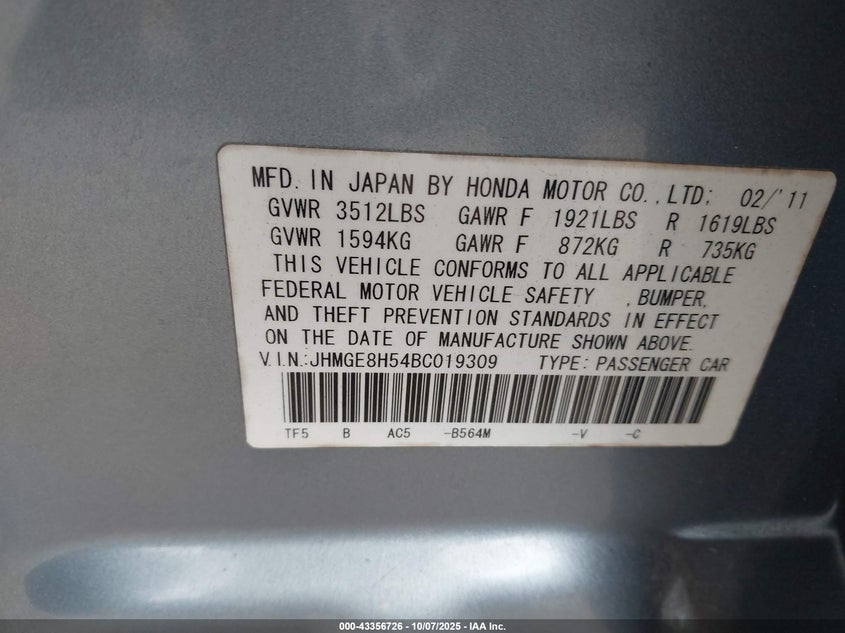 MFD. IN JAPAN BY HONDA MOTOR CO., LTD; 02/'11
GVWR 3512LBS GAWR F 1921LBS R 1619LBS
GVWR 1594KG GAWR F 872KG R 735KG
THIS VEHICLE CONFORMS TO ALL APPLICABLE
FEDERAL MOTOR VEHICLE SAFETY , BUMPER,
AND THEFT PREVENTION STANDARDS IN EFFECT
ON THE DATE OF MANUFACTURE SHOWN ABOVE.
V.I.N.:JHMGE8H54BC019309 TYPE: PASSENGER CAR
TF5 B AC5 -B564M -V -C
000-43356726 - 10/07/2025 - IAA Inc.